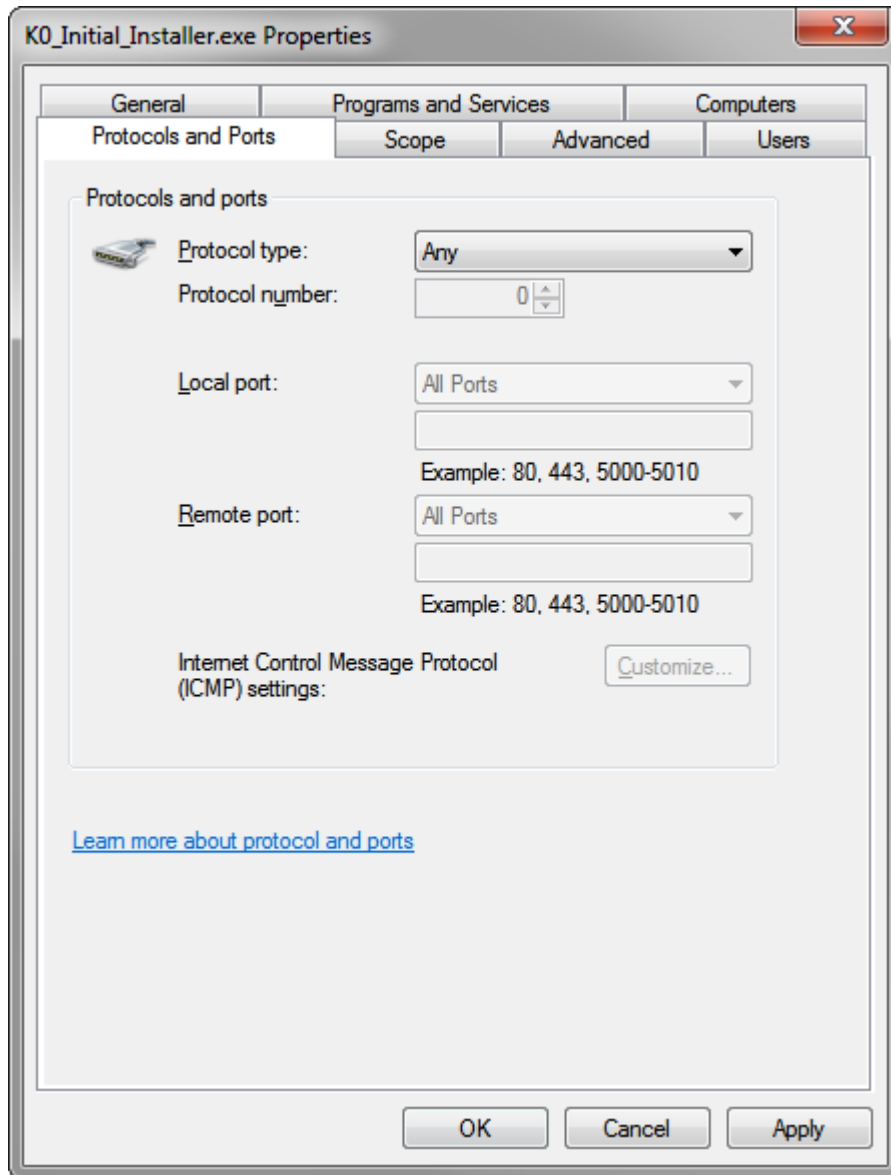 K0_Initial_Installer.exe Properties
General
Programs and Services
Computers
Protocols and Ports
Scope
Advanced
Users
Protocols and ports
Protocol type:
Any
Protocol number:
0
Local port:
All Ports
Example: 80, 443, 5000-5010
Remote port:
All Ports
Example: 80, 443, 5000-5010
Internet Control Message Protocol
(ICMP) settings:
Customize...
Learn more about protocol and ports
OK
Cancel
Apply